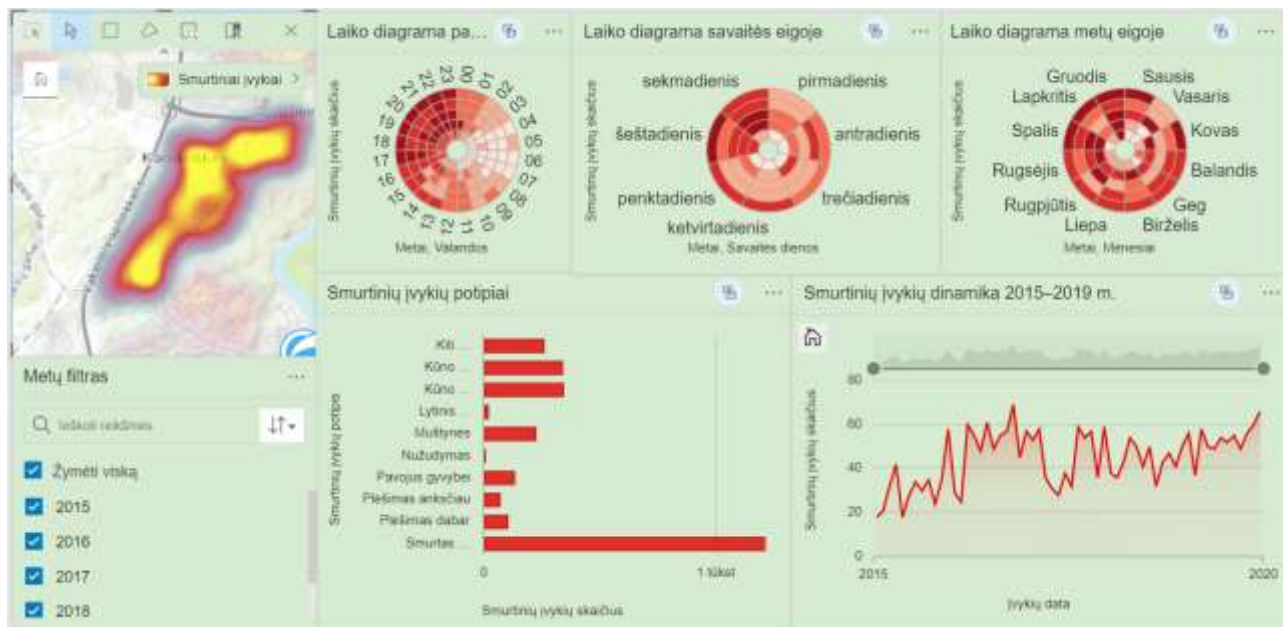 Smurtiniai įvykiai
Metų filtras
Ieškoti reikšmės
Žymėti viską
2015
2016
2017
2018
Laiko diagrama pa...
Smurtinių įvykių skaičius
00
01
02
03
04
05
06
07
08
09
10
11
12
13
14
15
16
17
18
19
20
21
22
23
Metai, Valandos
Laiko diagrama savaitės eigoje
Smurtinių įvykių skaičius
sekmadienis
pirmadienis
šeštadienis
antradienis
penktadienis
trečiadienis
ketvirtadienis
Metai, Savaitės dienos
Laiko diagrama metų eigoje
Smurtinių įvykių skaičius
Gruodis
Sausis
Lapkritis
Vasaris
Spalis
Kovas
Rugsėjis
Balandis
Rugpjūtis
Geg
Liepa
Birželis
Metai, Mėnesiai
Smurtinių įvykių potipiai
Smurtinių įvykių potipis
Kiti ...
Kūno ...
Kūno ...
Lytinis ...
Muštynės
Nužudymas
Pavojus gyvybei
Plėšimas anksčiau
Plėšimas dabar
Smurtas ...
0
1 tūkst
Smurtinių įvykių skaičius
Smurtinių įvykių dinamika 2015–2019 m.
Smurtinių įvykių skaičius
80
60
40
20
0
2015
2020
Įvykių data